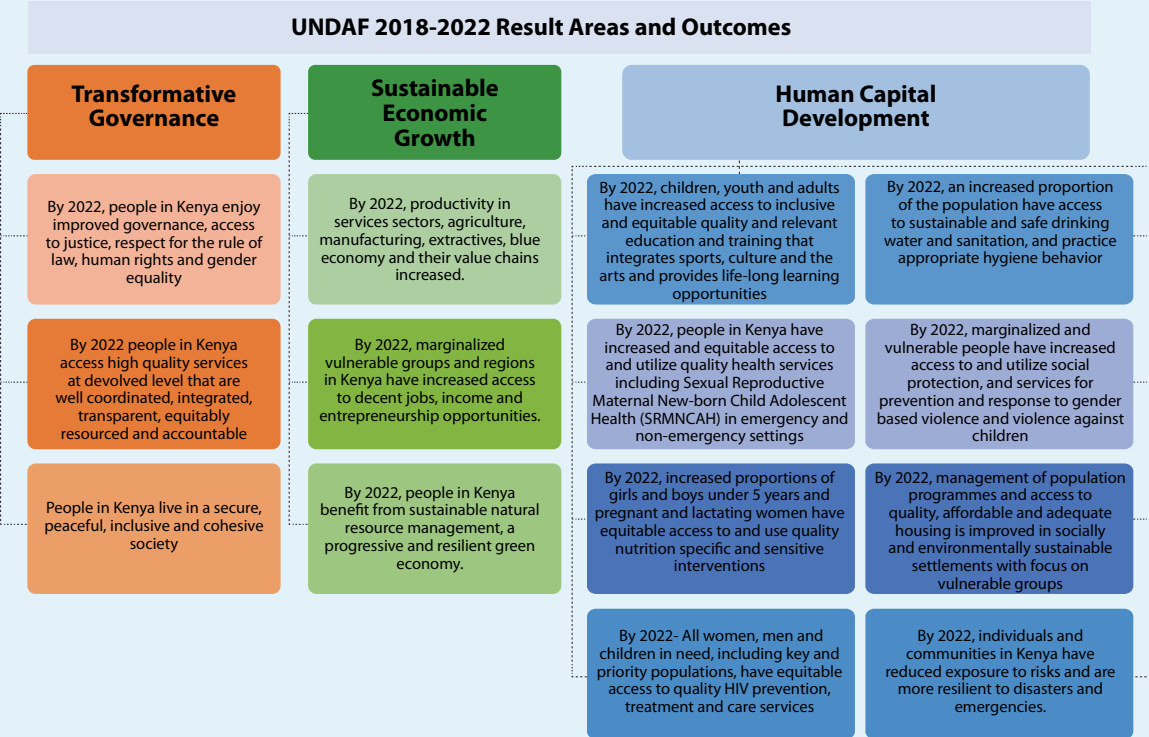 UNDAF 2018-2022 Result Areas and Outcomes
Transformative
Governance
By 2022, people in Kenya enjoy
improved governance, access
to justice, respect for the rule of
law, human rights and gender
equality
By 2022 people in Kenya
access high quality services
at devolved level that are
well coordinated, integrated,
transparent, equitably
resourced and accountable
People in Kenya live in a secure,
peaceful, inclusive and cohesive
society
Sustainable
Economic
Growth
By 2022, productivity in
services sectors, agriculture,
manufacturing, extractives, blue
economy and their value chains
increased.
By 2022, marginalized
vulnerable groups and regions
in Kenya have increased access
to decent jobs, income and
entrepreneurship opportunities.
By 2022, people in Kenya
benefit from sustainable natural
resource management, a
progressive and resilient green
economy.
Human Capital
Development
By 2022, children, youth and adults
have increased access to inclusive
and equitable quality and relevant
education and training that
integrates sports, culture and the
arts and provides life-long learning
opportunities
By 2022, an increased proportion
of the population have access
to sustainable and safe drinking
water and sanitation, and practice
appropriate hygiene behavior
By 2022, people in Kenya have
increased and equitable access to
and utilize quality health services
including Sexual Reproductive
Maternal New-born Child Adolescent
Health (SRMNCAH) in emergency and
non-emergency settings
By 2022, marginalized and
vulnerable people have increased
access to and utilize social
protection, and services for
prevention and response to gender
based violence and violence against
children
By 2022, increased proportions of
girls and boys under 5 years and
pregnant and lactating women have
equitable access to and use quality
nutrition specific and sensitive
interventions
By 2022, management of population
programmes and access to
quality, affordable and adequate
housing is improved in socially
and environmentally sustainable
settlements with focus on
vulnerable groups
By 2022- All women, men and
children in need, including key and
priority populations, have equitable
access to quality HIV prevention,
treatment and care services
By 2022, individuals and
communities in Kenya have
reduced exposure to risks and are
more resilient to disasters and
emergencies.